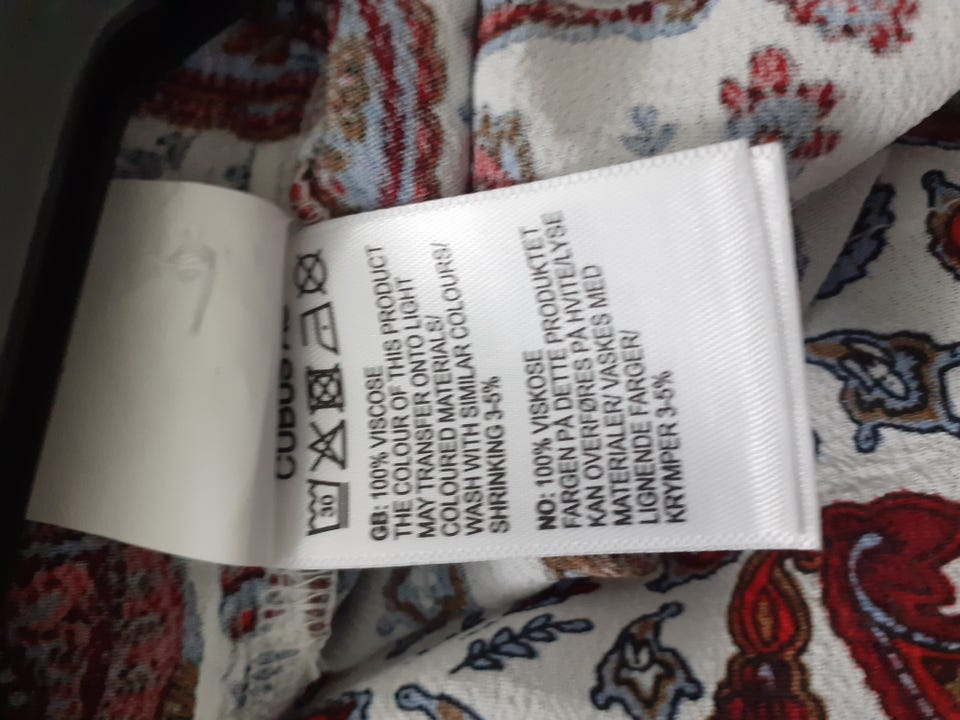 CUBUS
30
GB: 100% VISCOSE
THE COLOUR OF THIS PRODUCT
MAY TRANSFER ONTO LIGHT
COLOURED MATERIALS/
WASH WITH SIMILAR COLOURS/
SHRINKING 3-5%
NO: 100% VISKOSE
FARGEN PÅ DETTE PRODUKTET
KAN OVERFØRES PÅ HVITE/LYSE
MATERIALER/ VASKES MED
LIGNENDE FARGER/
KRYMPER 3-5%